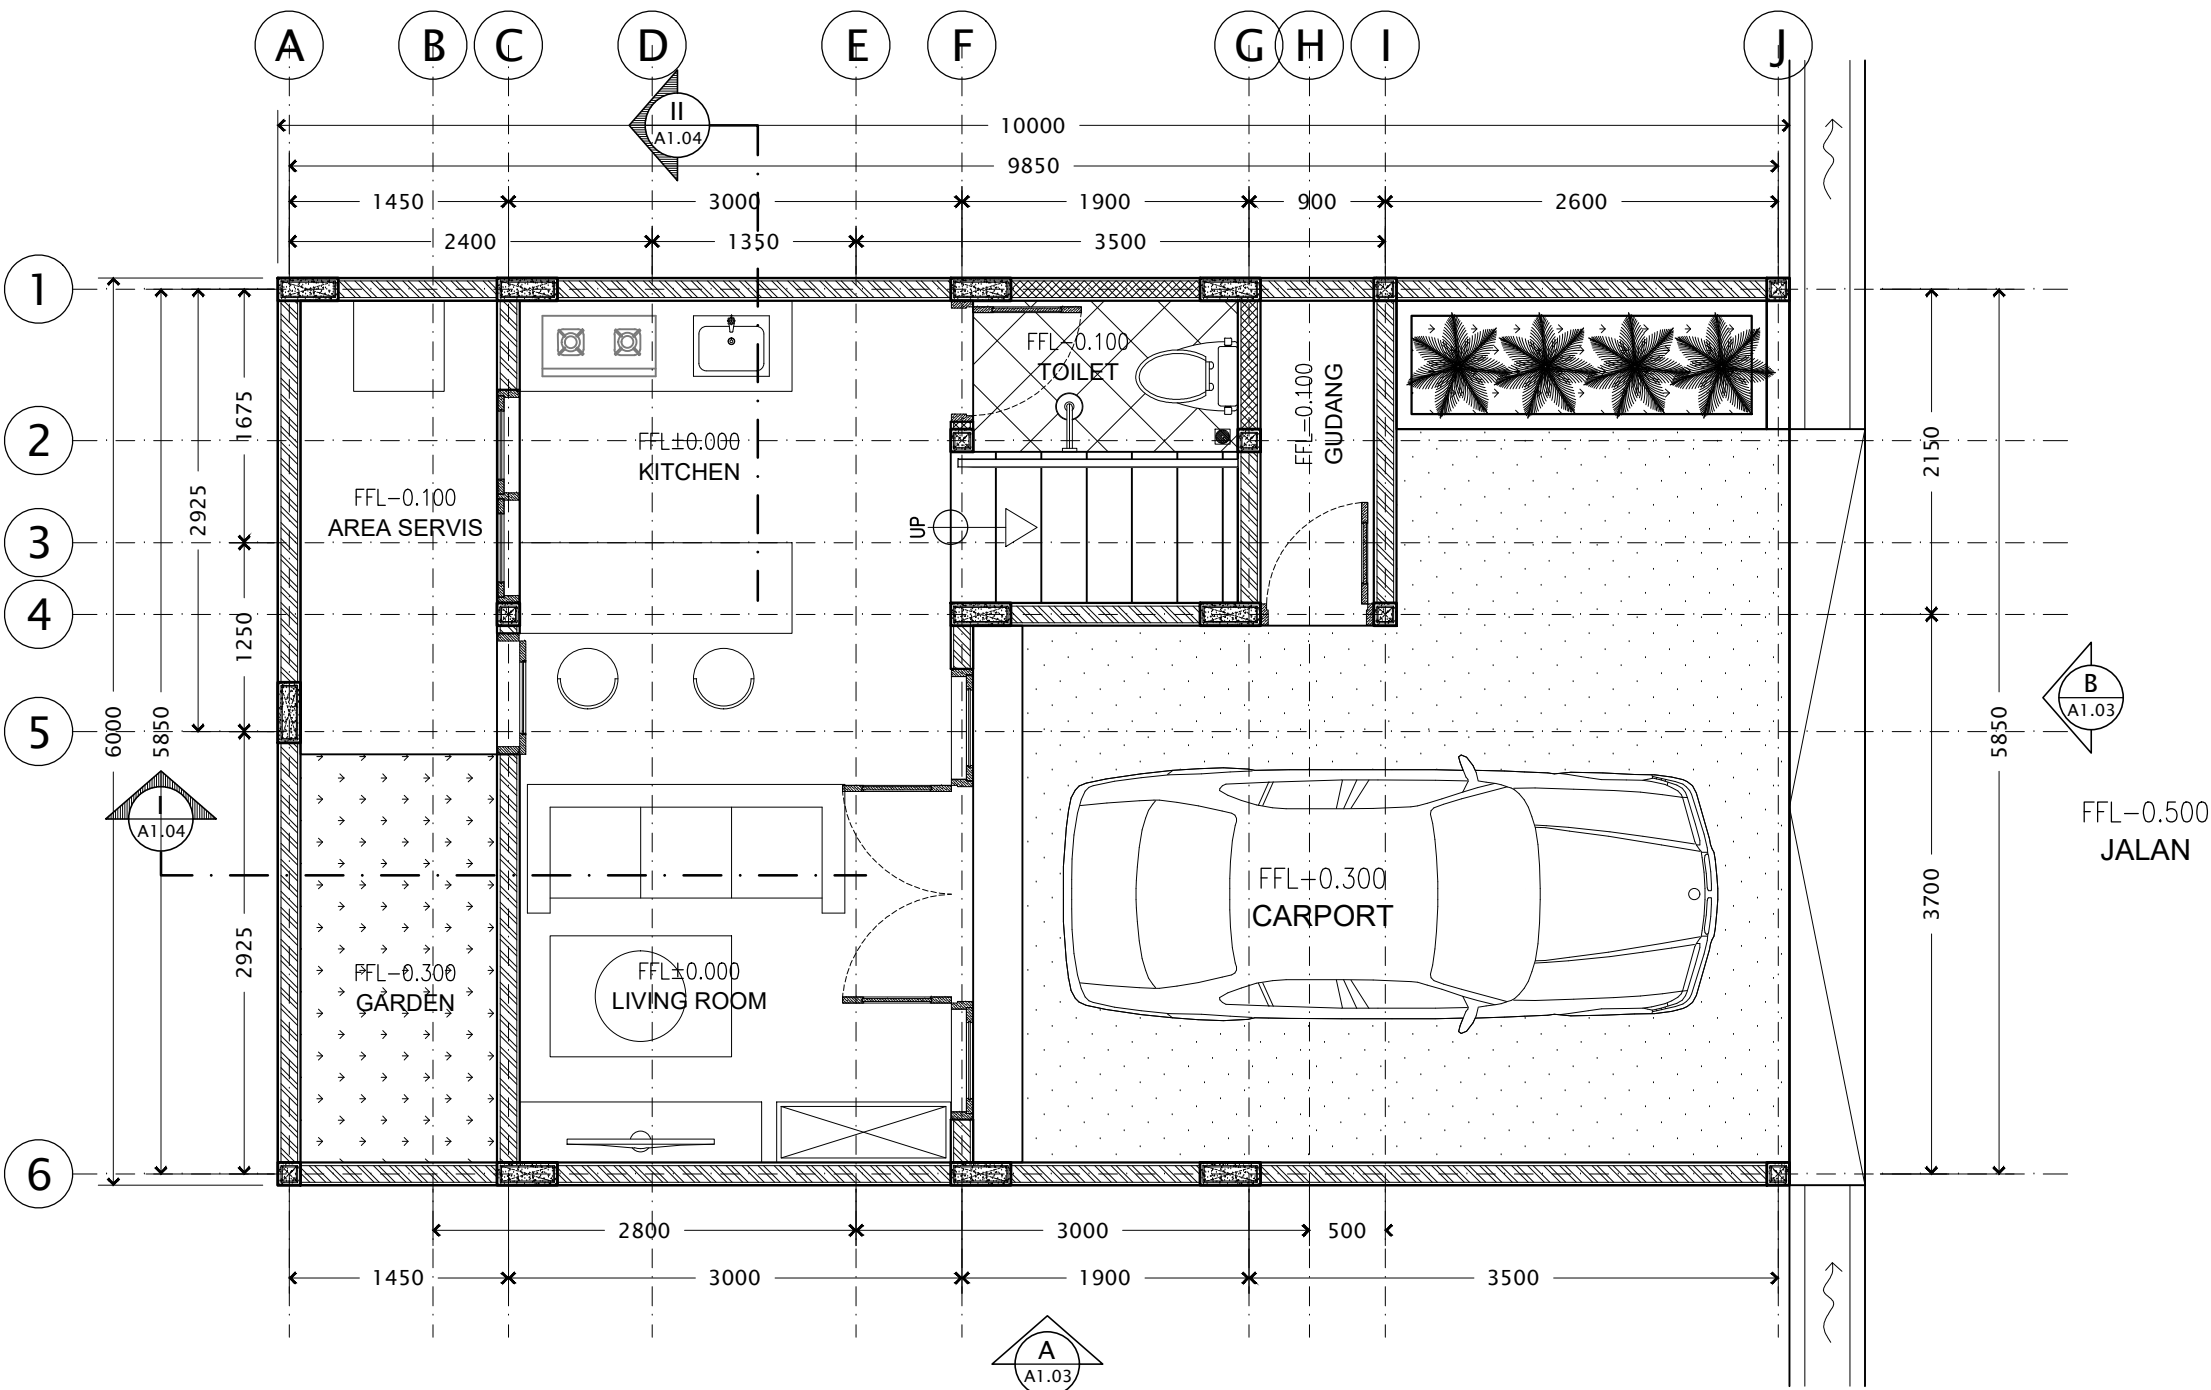 A B C D E F G H I J
II
A1.04
10000
9850
1450 3000 1900 900 2600
2400 1350 3500
1
2
3
4
5
6
6000
5850
2925
1675
1250
2925
2150
3700
5850
FFL-0.100
TOILET
FFL-0.100
GUDANG
FFL±0.000
KITCHEN
FFL-0.100
AREA SERVIS
UP
B
A1.03
I
A1.04
FFL-0.500
JALAN
FFL-0.300
CARPORT
FFL-0.300
GARDEN
FFL±0.000
LIVING ROOM
2800 3000 500
1450 3000 1900 3500
A
A1.03